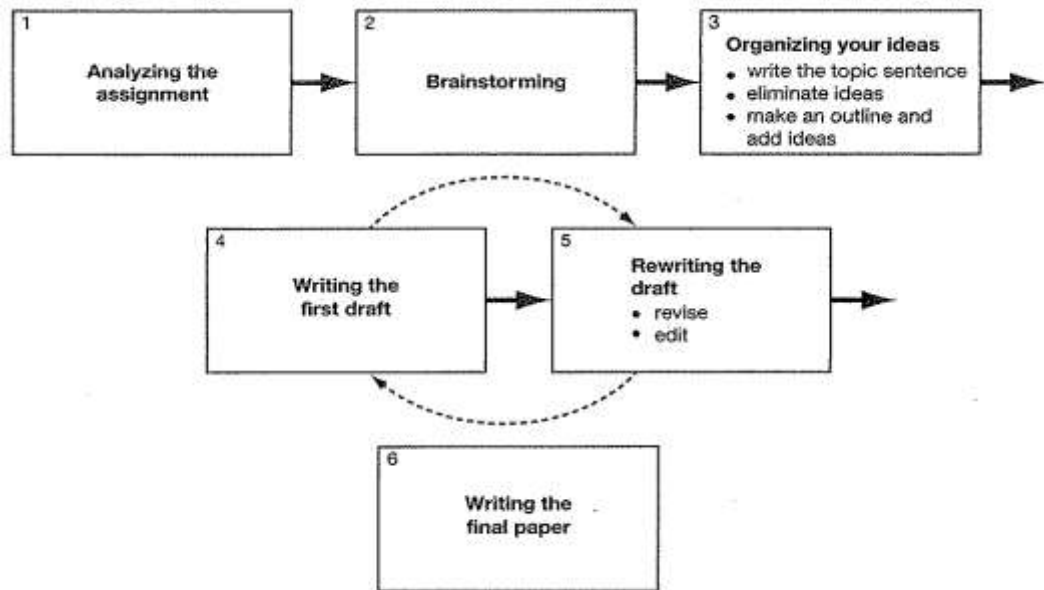 1
Analyzing the
assignment
2
Brainstorming
3
Organizing your ideas
• write the topic sentence
• eliminate ideas
• make an outline and
add ideas
4
Writing the
first draft
5
Rewriting the
draft
• revise
• edit
6
Writing the
final paper